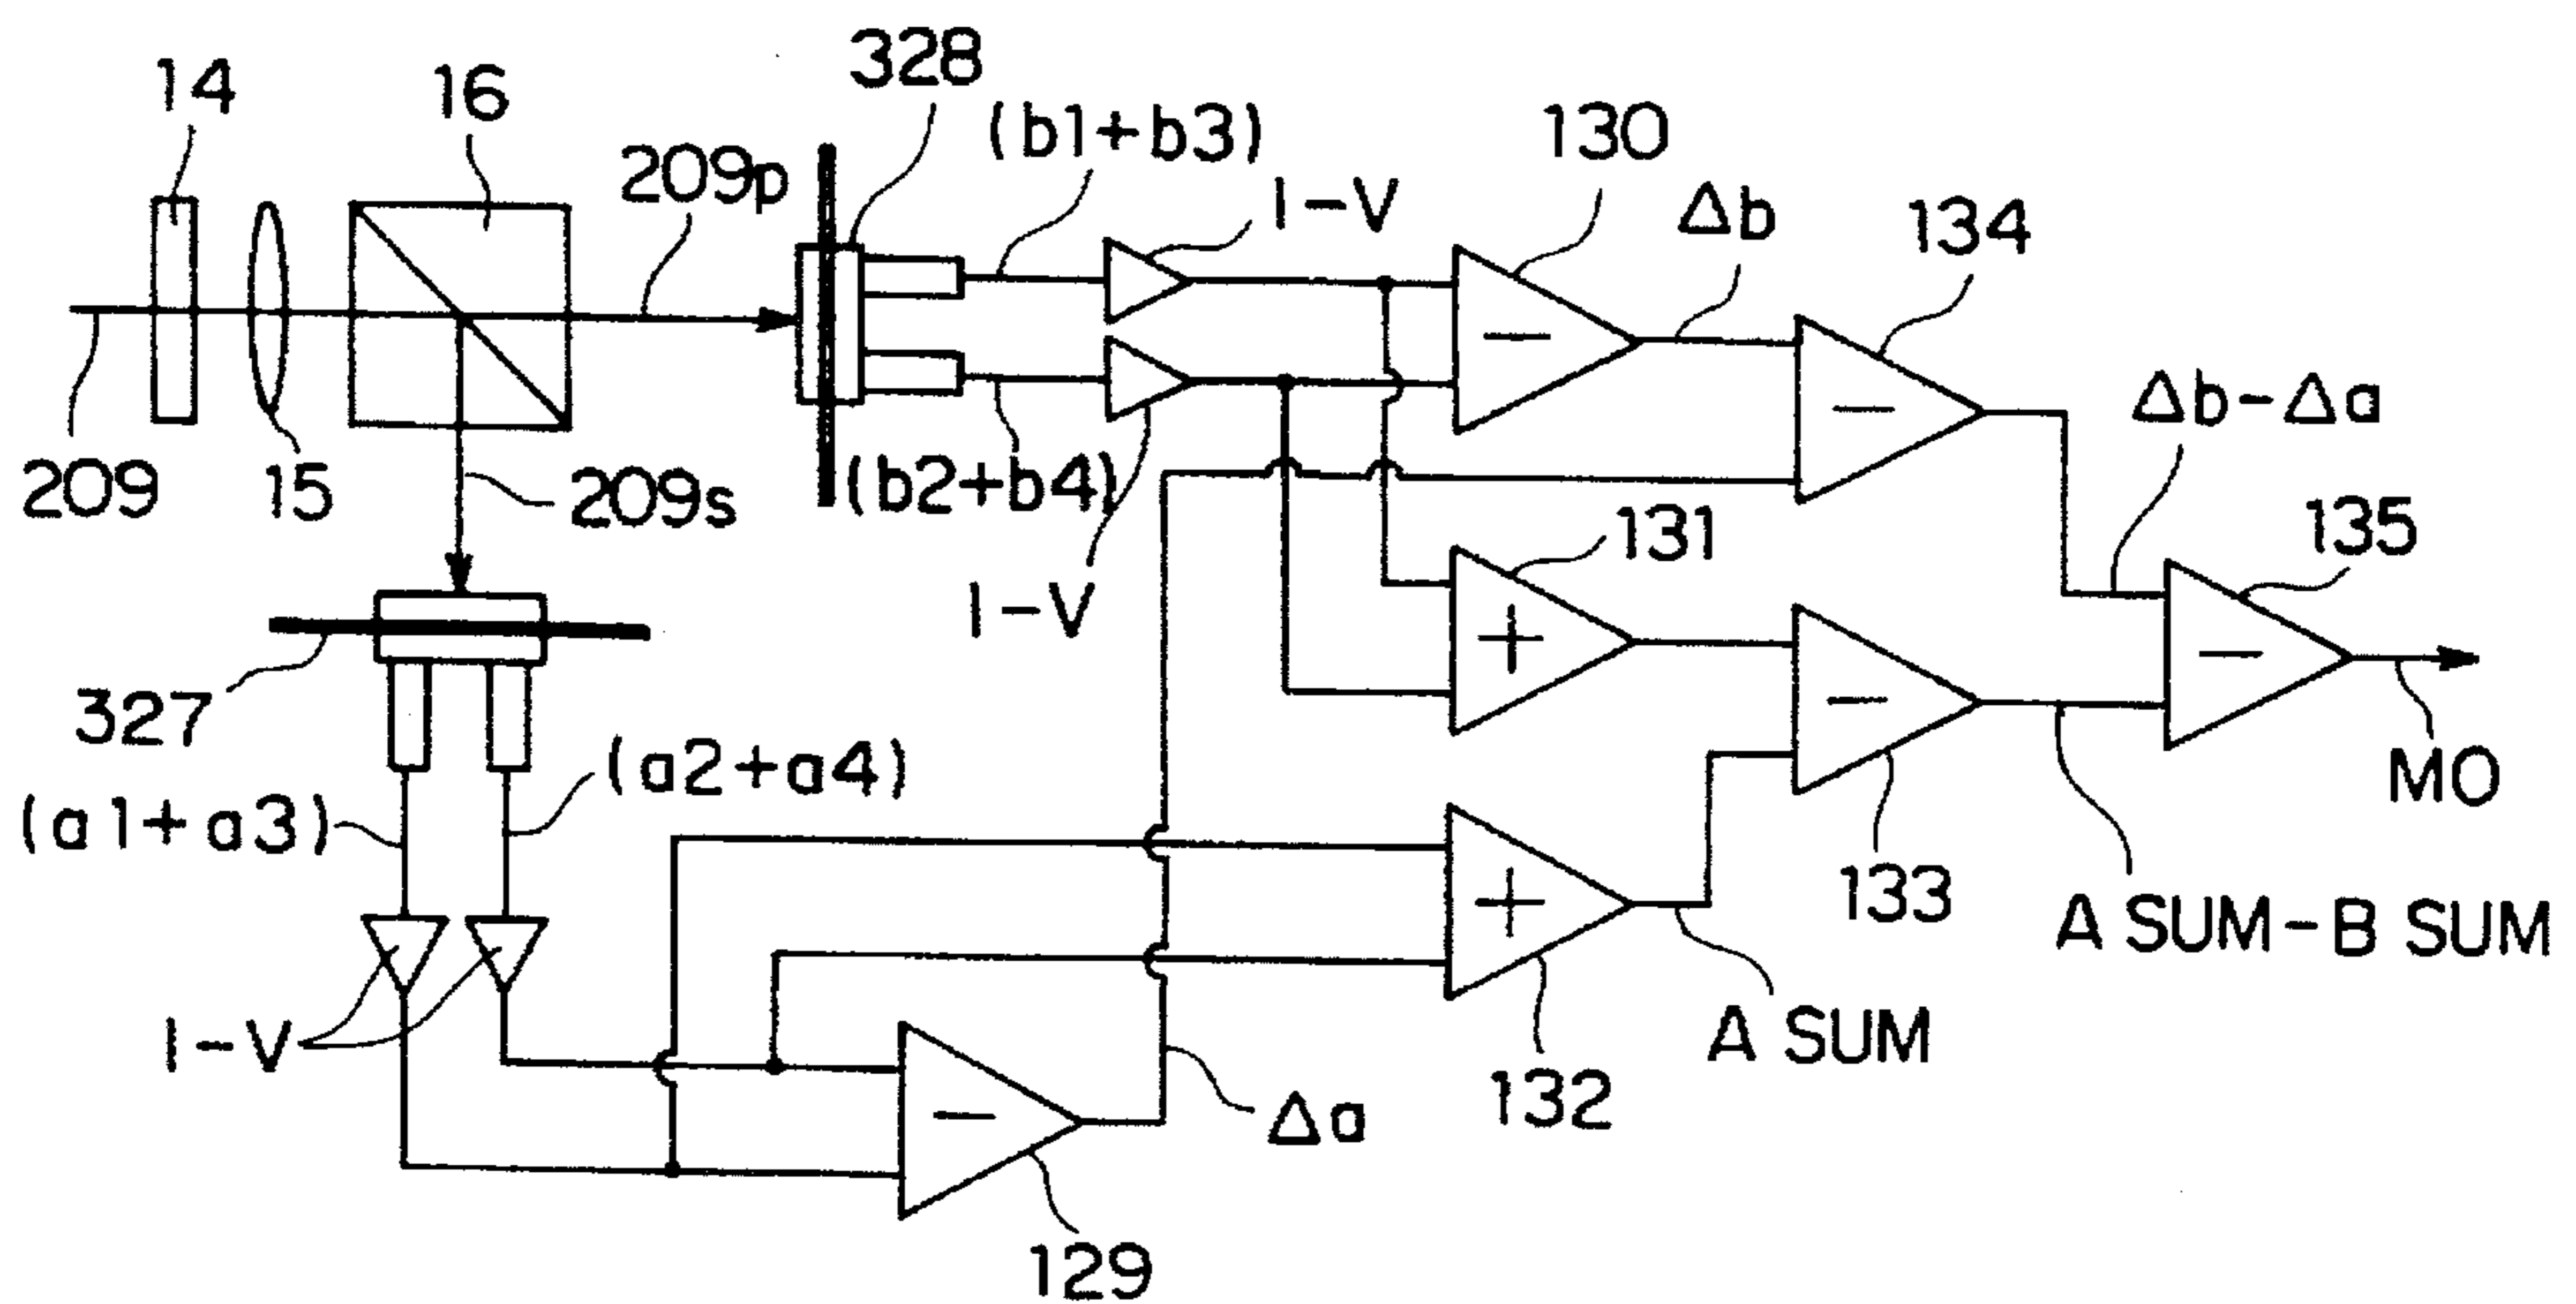 14
16
328
(b1+b3)
130
209p
I-V
Δb
134
Δb-Δa
209
15
209s
(b2+b4)
131
135
I-V
327
(a2+a4)
MO
(a1+a3)
133
A SUM-B SUM
I-V
A SUM
132
Δa
129